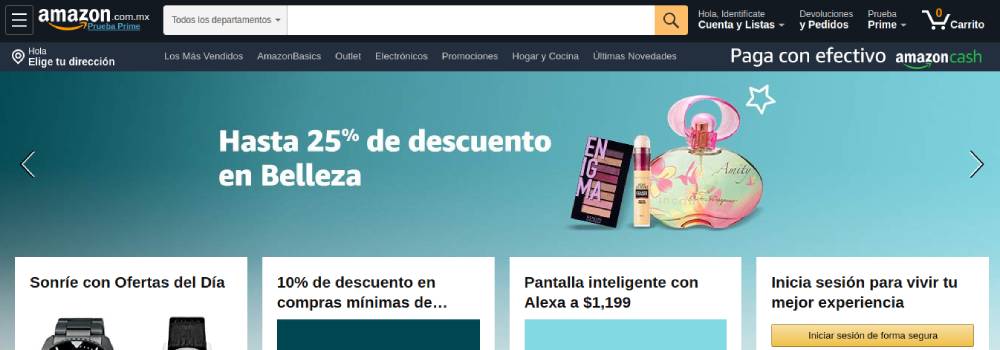 amazon.com.mx
Prueba Prime
Todos los departamentos
Hola, Identifícate
Cuenta y Listas
Devoluciones
y Pedidos
Prueba
Prime
0
Carrito
Hola
Elige tu dirección
Los Más Vendidos AmazonBasics Outlet Electrónicos Promociones Hogar y Cocina Últimas Novedades
Paga con efectivo amazoncash
Hasta 25% de descuento
en Belleza
ENIGMA
Amity
Sonríe con Ofertas del Día
10% de descuento en
compras mínimas de…
Pantalla inteligente con
Alexa a $1,199
Inicia sesión para vivir tu
mejor experiencia
Iniciar sesión de forma segura